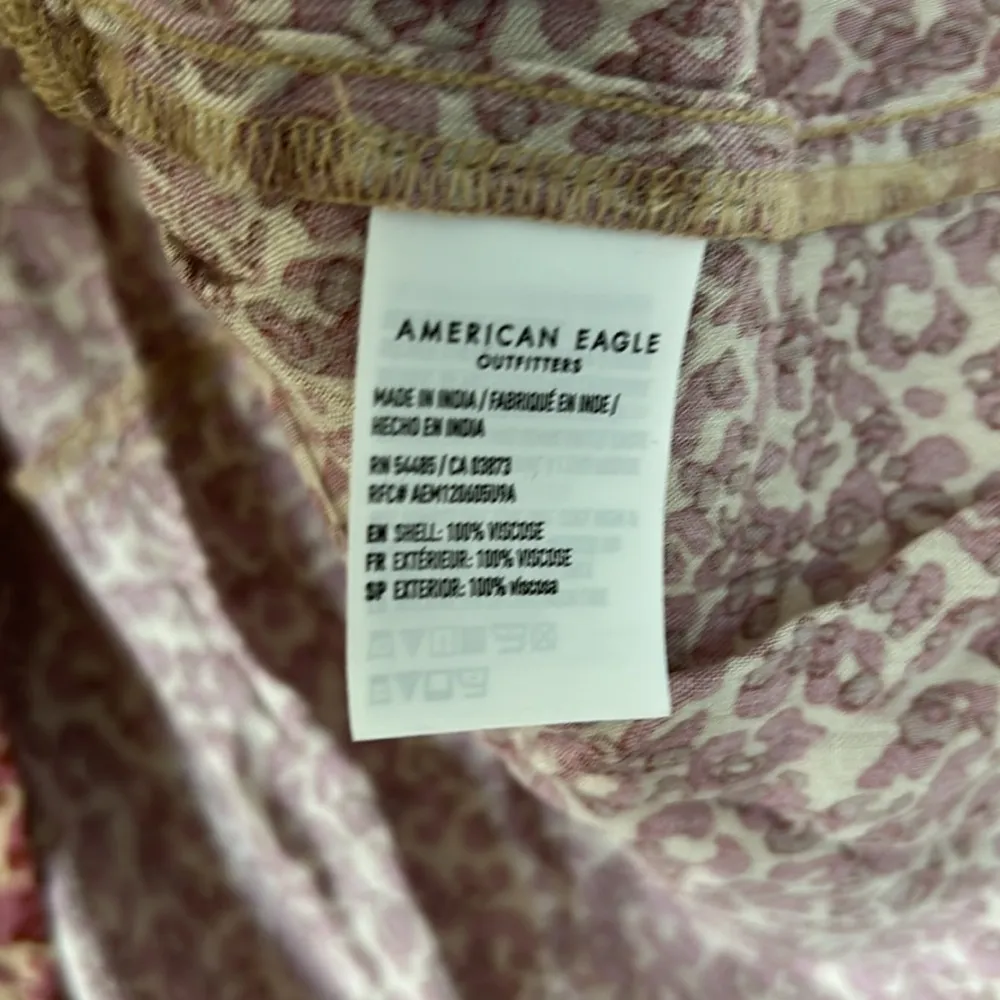 AMERICAN EAGLE
OUTFITTERS
MADE IN INDIA / FABRIQUÉ EN INDE /
HECHO EN INDIA
RN 54485 / CA 03873
RFC# AEM120605U9A
EN SHELL: 100% VISCOSE
FR EXTÉRIEUR: 100% VISCOSE
SP EXTERIOR: 100% viscosa